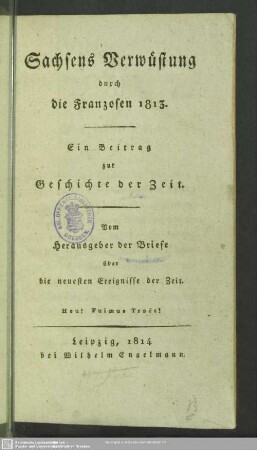 Sachsens Verwüstung
durch
die Franzosen 1813.
Ein Beitrag
zur
Geschichte der Zeit.
Vom
Herausgeber der Briefe
über
die neuesten Ereignisse der Zeit.
Heu! Fuimus Troës!
Leipzig, 1814
bei Wilhelm Engelmann.